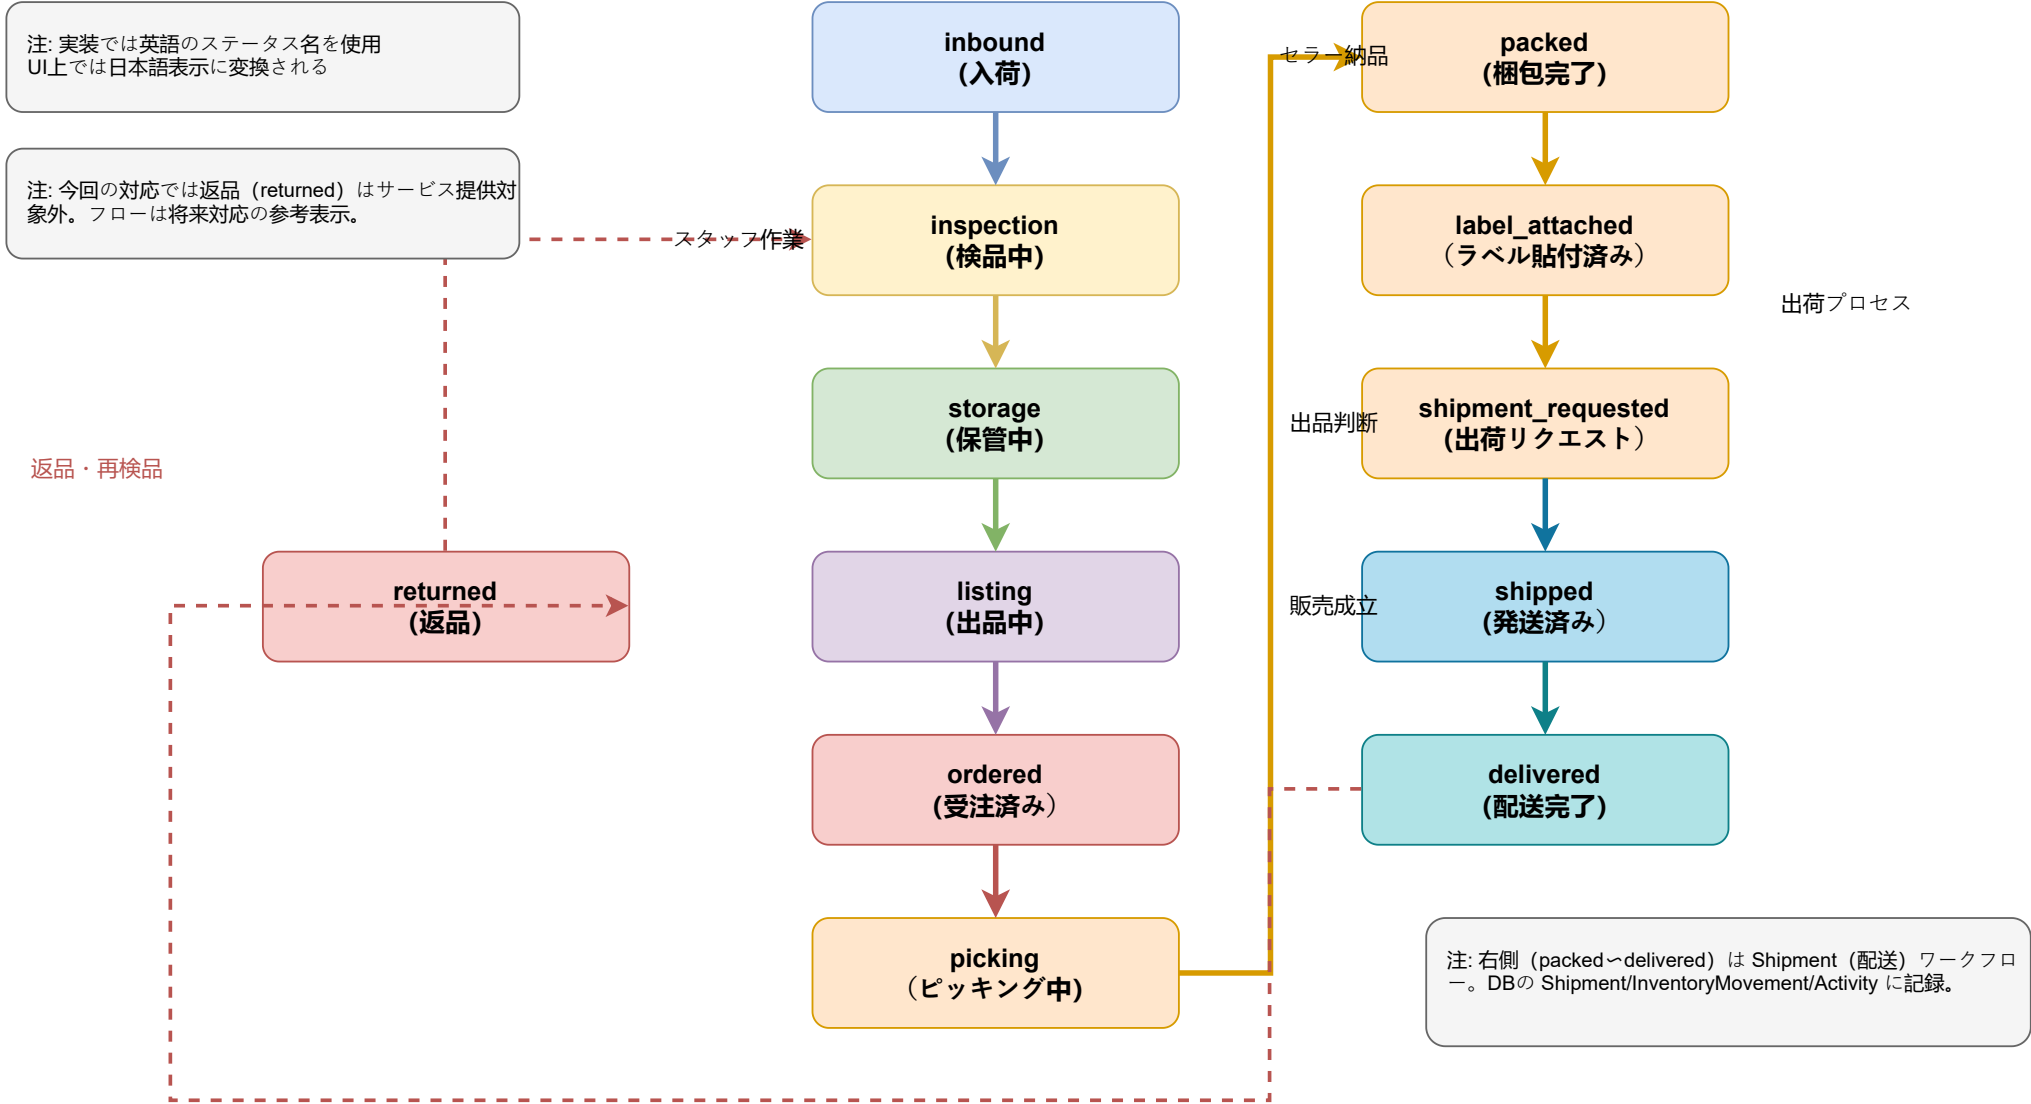 注: 実装では英語のステータス名を使用
UI上では日本語表示に変換される
注: 今回の対応では返品（returned）はサービス提供対
象外。フローは将来対応の参考表示。
返品・再検品
returned
(返品)
スタッフ作業
inbound
(入荷)
inspection
(検品中)
storage
(保管中)
listing
(出品中)
ordered
(受注済み）
picking
（ピッキング中)
セラー納品
出品判断
販売成立
packed
(梱包完了)
label_attached
（ラベル貼付済み）
shipment_requested
(出荷リクエスト）
shipped
(発送済み）
delivered
(配送完了)
出荷プロセス
注: 右側（packed〜delivered）は Shipment（配送）ワークフロ
ー。DBの Shipment/InventoryMovement/Activity に記録。